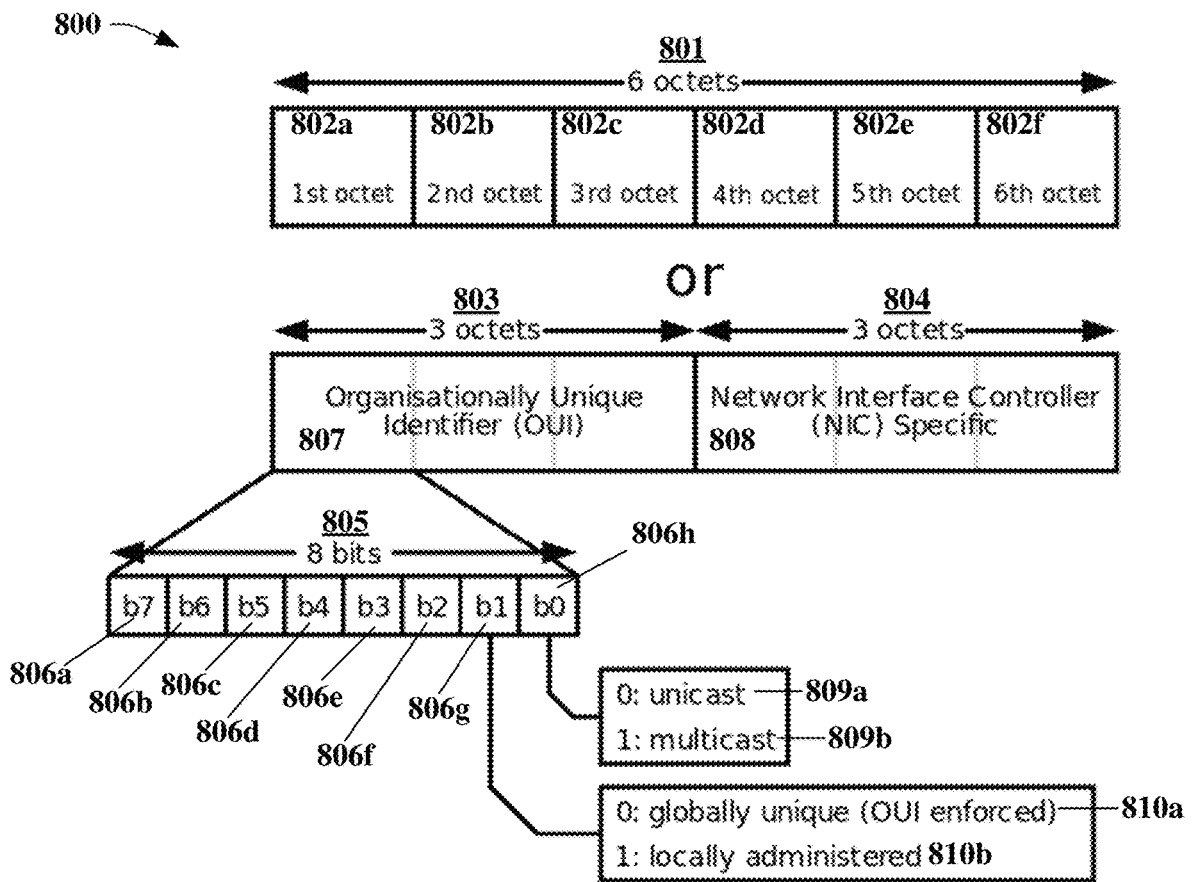 800
801
6 octets
802a 802b 802c 802d 802e 802f
1st octet 2nd octet 3rd octet 4th octet 5th octet 6th octet
or
803 804
3 octets 3 octets
Organisationally Unique Identifier (OUI)
807
Network Interface Controller (NIC) Specific
808
805
8 bits
806h
b7 b6 b5 b4 b3 b2 b1 b0
806a 806b 806c 806d 806e 806f 806g
0: unicast 809a
1: multicast 809b
0: globally unique (OUI enforced) 810a
1: locally administered 810b